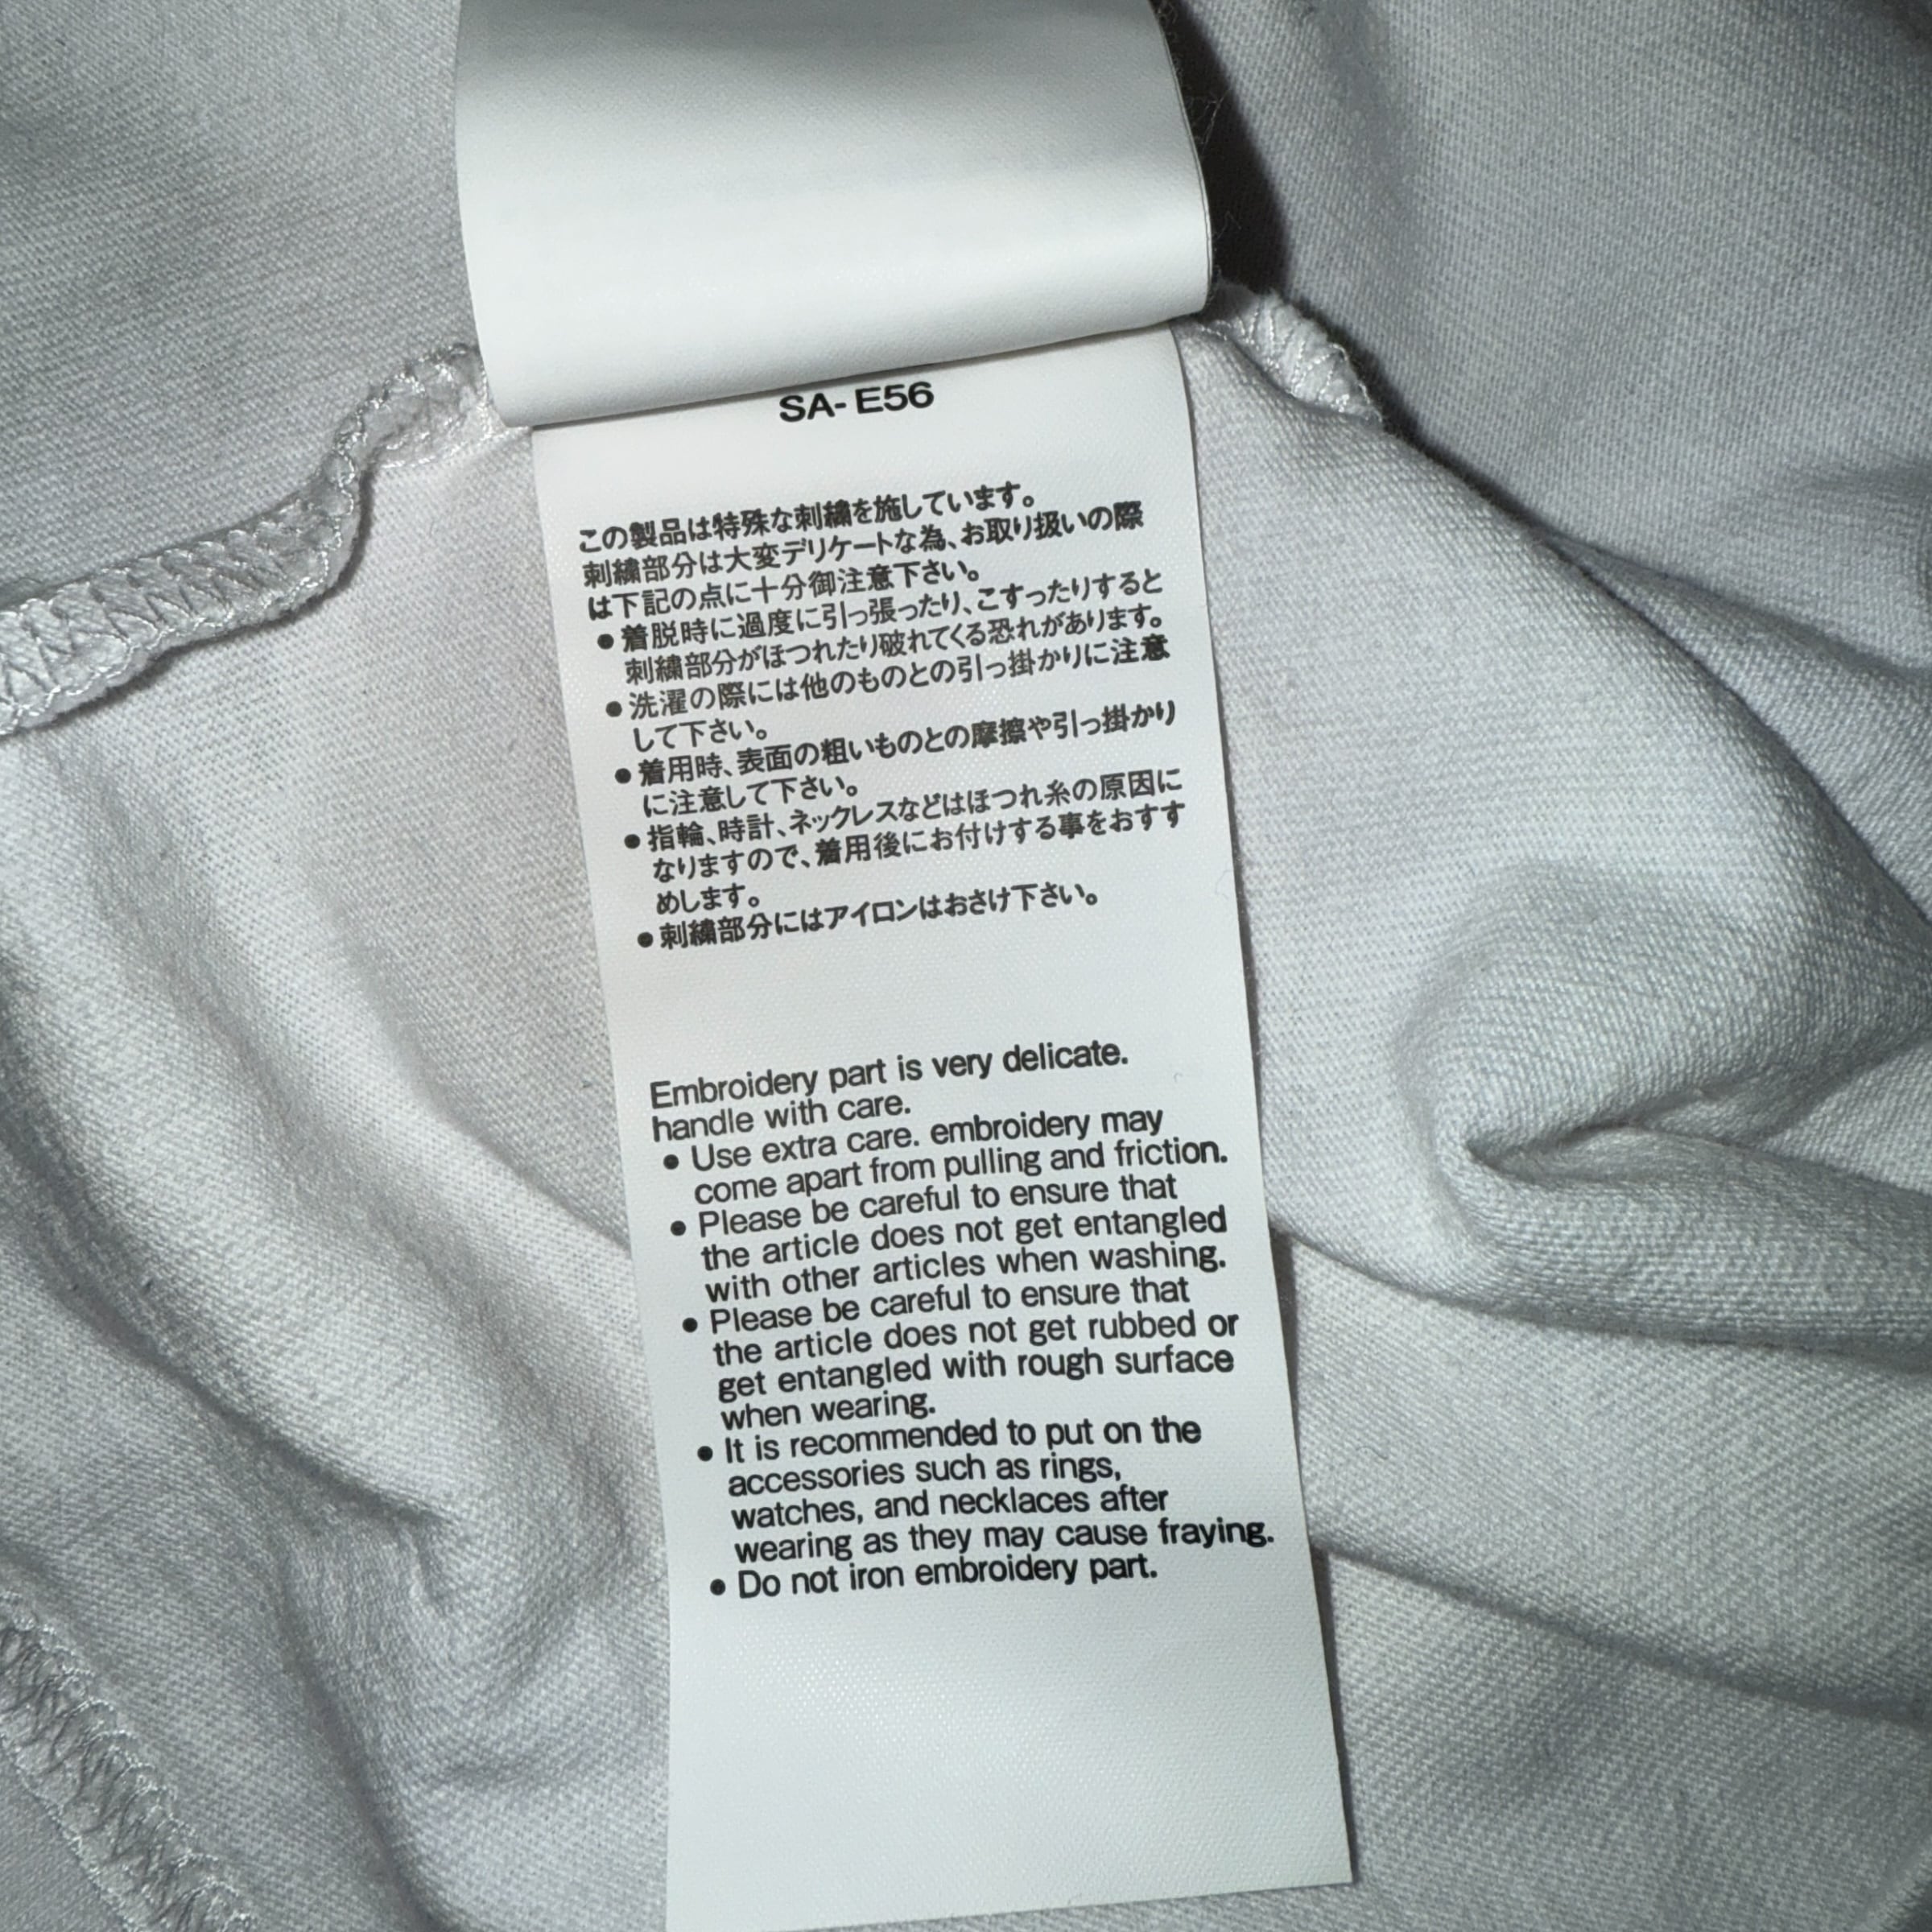 SA- E56
この製品は特殊な刺繍を施しています。
刺繍部分は大変デリケートな為、お取り扱いの際
は下記の点に十分御注意下さい。
● 着脱時に過度に引っ張ったり、こすったりすると
刺繍部分がほつれたり破れてくる恐れがあります。
● 洗濯の際には他のものとの引っ掛かりに注意
して下さい。
● 着用時、表面の粗いものとの摩擦や引っ掛かり
に注意して下さい。
● 指輪、時計、ネックレスなどはほつれ糸の原因に
なりますので、着用後にお付けする事をおすす
めします。
● 刺繍部分にはアイロンはおさけ下さい。
Embroidery part is very delicate.
handle with care.
● Use extra care. embroidery may
come apart from pulling and friction.
● Please be careful to ensure that
the article does not get entangled
with other articles when washing.
● Please be careful to ensure that
the article does not get rubbed or
get entangled with rough surface
when wearing.
● It is recommended to put on the
accessories such as rings,
watches, and necklaces after
wearing as they may cause fraying.
● Do not iron embroidery part.